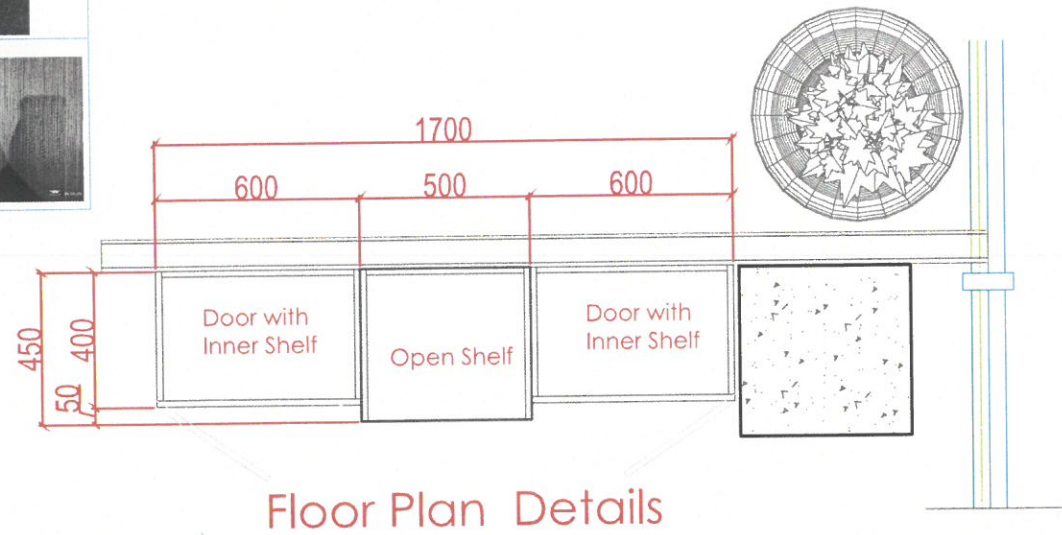 1700
600
500
600
450
400
50
Door with
Inner Shelf
Open Shelf
Door with
Inner Shelf
Floor Plan Details